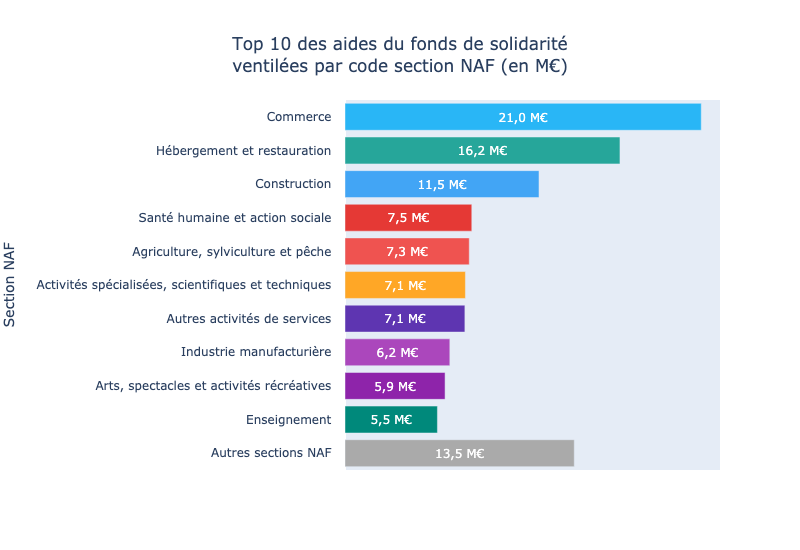 Top 10 des aides du fonds de solidarité
ventilées par code section NAF (en M€)
Section NAF
Commerce 21,0 M€
Hébergement et restauration 16,2 M€
Construction 11,5 M€
Santé humaine et action sociale 7,5 M€
Agriculture, sylviculture et pêche 7,3 M€
Activités spécialisées, scientifiques et techniques 7,1 M€
Autres activités de services 7,1 M€
Industrie manufacturière 6,2 M€
Arts, spectacles et activités récréatives 5,9 M€
Enseignement 5,5 M€
Autres sections NAF 13,5 M€